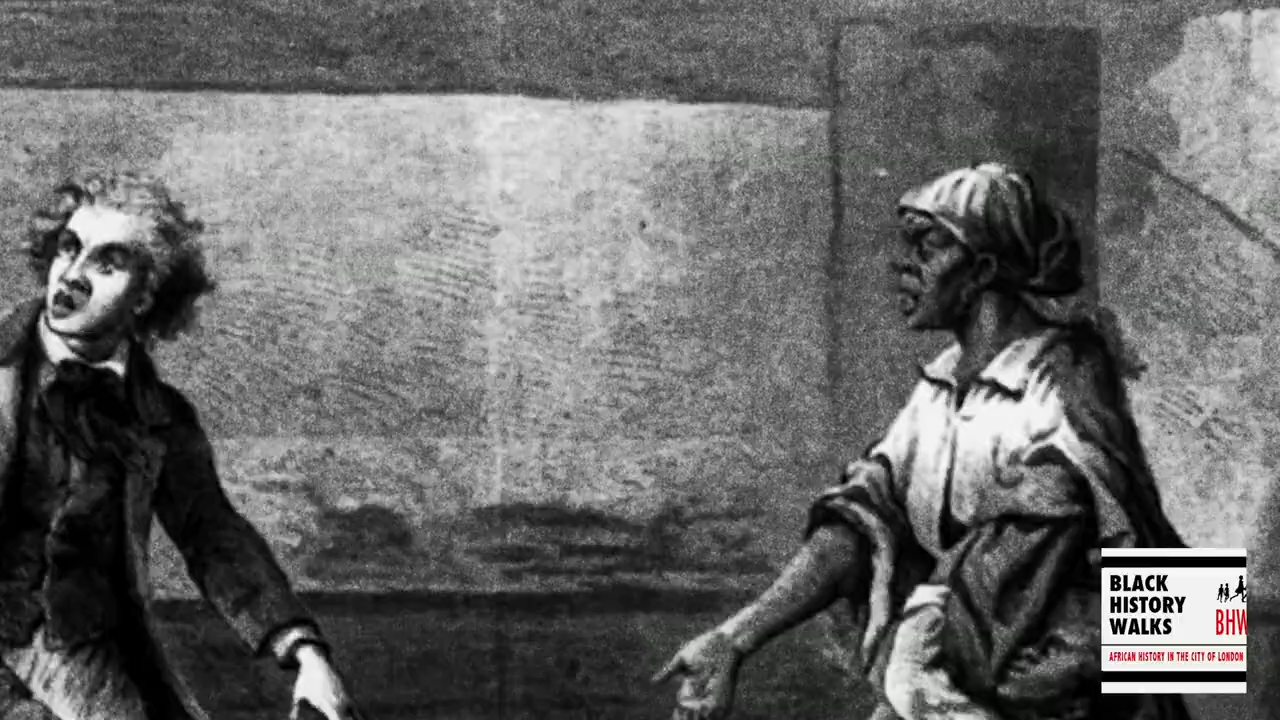 BLACK
HISTORY
WALKS
BHW
AFRICAN HISTORY IN THE CITY OF LONDON